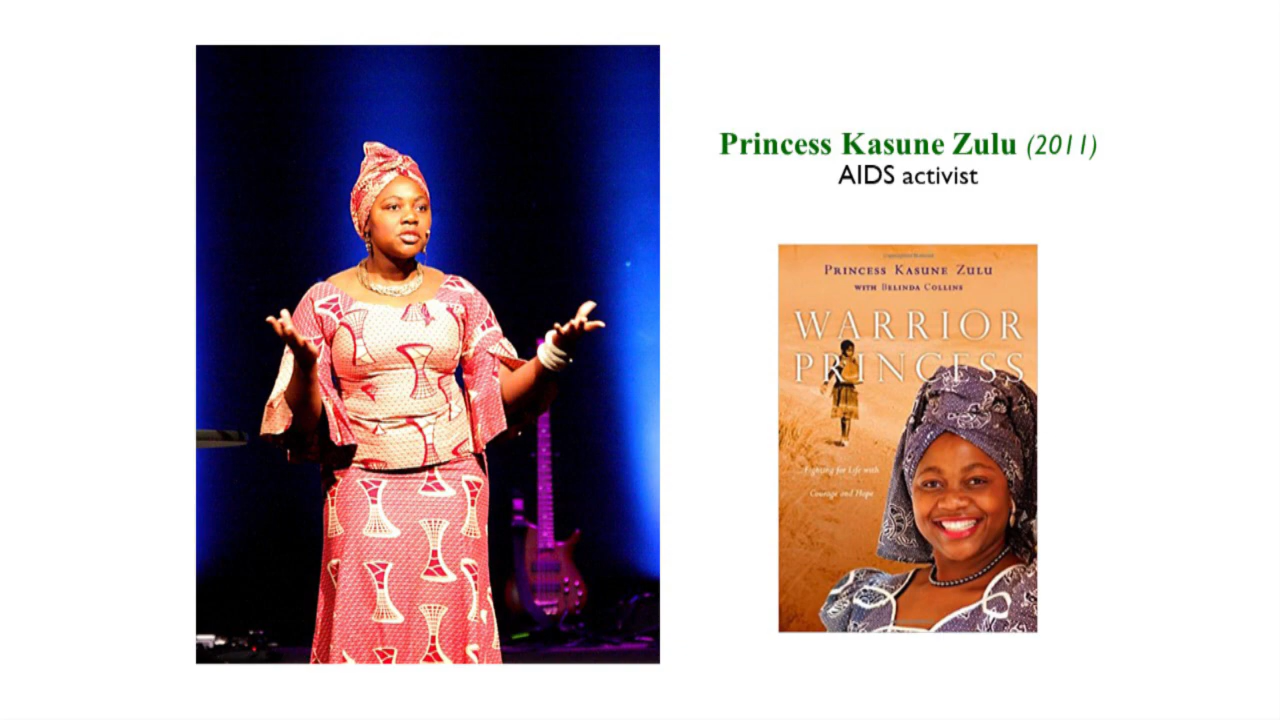 Princess Kasune Zulu (2011)
AIDS activist
PRINCESS KASUNE ZULU
WITH BELINDA COLLINS
WARRIOR
PRINCESS
Fighting for Life with
Courage and Hope